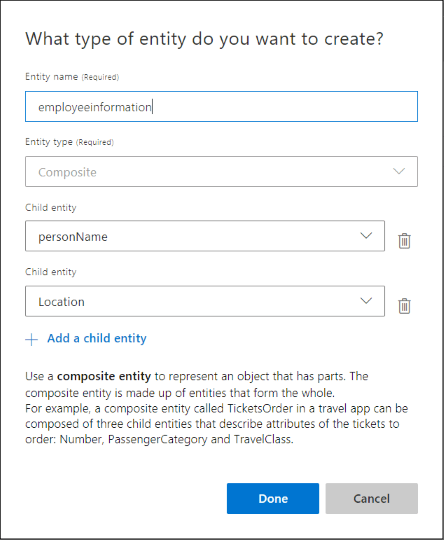 What type of entity do you want to create?
Entity name (Required)
employeeinformation
Entity type (Required)
Composite
Child entity
personName
Child entity
Location
Add a child entity
Use a composite entity to represent an object that has parts. The
composite entity is made up of entities that form the whole.
For example, a composite entity called TicketsOrder in a travel app can be
composed of three child entities that describe attributes of the tickets to
order: Number, PassengerCategory and TravelClass.
Done Cancel